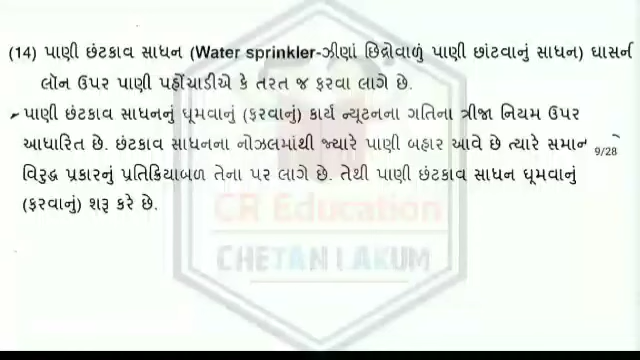 (14) પાણી છંટકાવ સાધન (Water sprinkler-ઝીણાં છિદ્રોવાળું પાણી છાંટવાનું સાધન) ઘાસની
લૉન ઉપર પાણી પહોંચાડીએ કે તરત જ ફરવા લાગે છે.
પાણી છંટકાવ સાધનનું ઘૂમવાનું (ફરવાનું) કાર્ય ન્યૂટનના ગતિના ત્રીજા નિયમ ઉપર
આધારિત છે. છંટકાવ સાધનના નોઝલમાંથી જ્યારે પાણી બહાર આવે છે ત્યારે
9/28
વિરુદ્ધ પ્રકારનું પ્રતિક્રિયાબળ તેના પર લાગે છે. તેથી પાણી છંટકાવ સાધન ઘૂમવાનું
(ફરવાનું) શરૂ કરે છે.
CR Education
CHETAN LAKUM